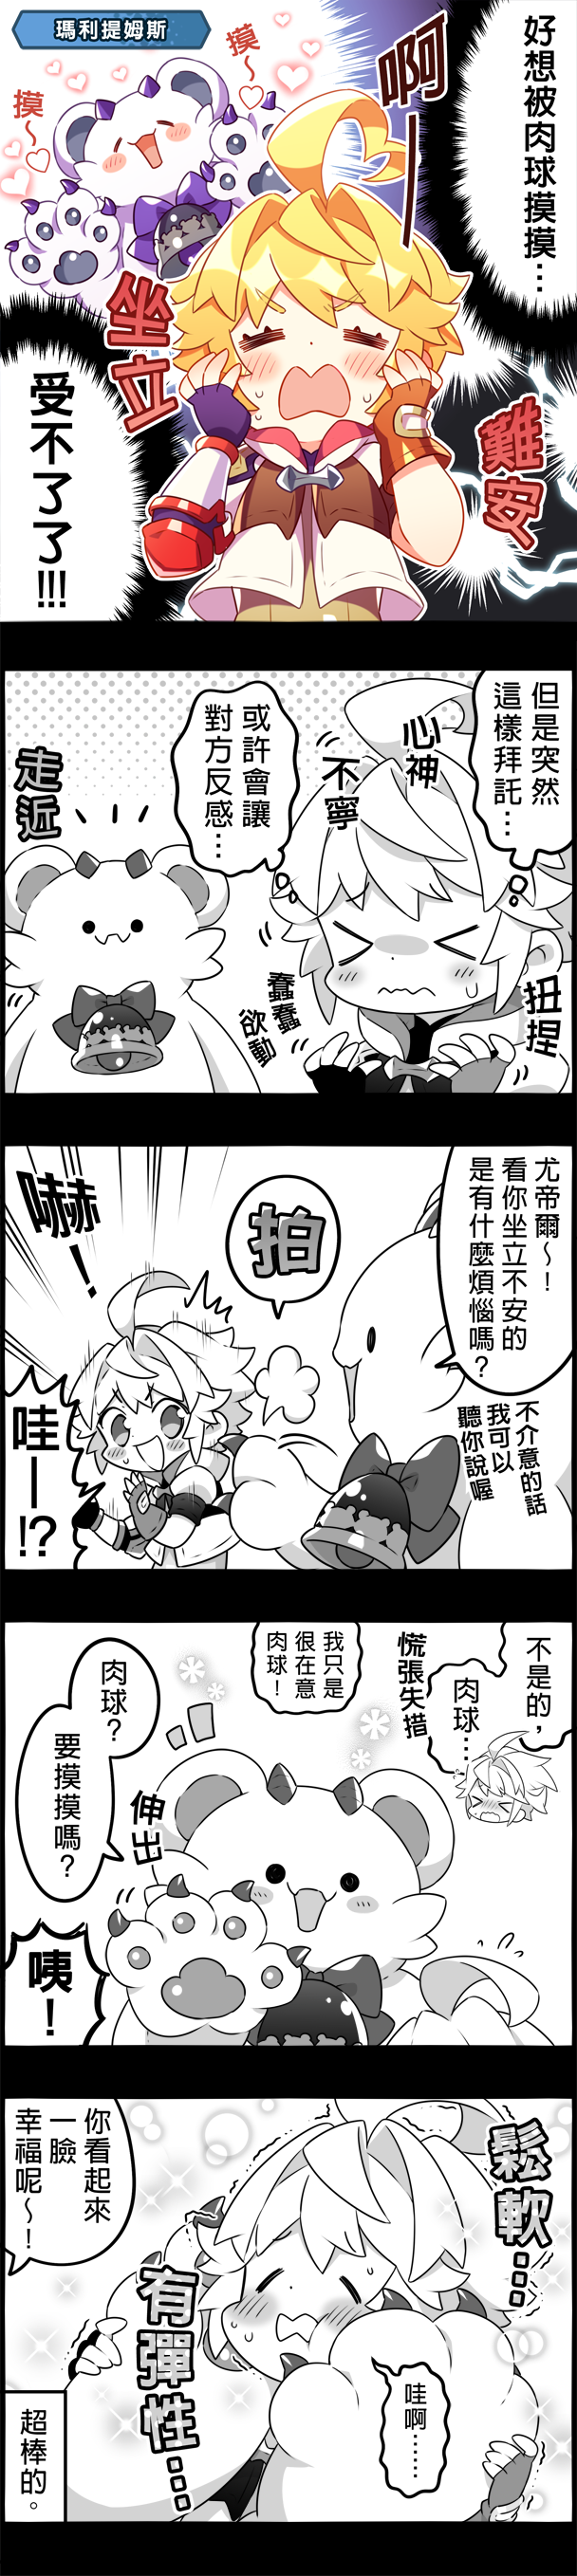 瑪利提姆斯
好想被肉球摸摸…
啊—
摸～♡
摸～♡
坐立
難安
受不了了!!!
但是突然
這樣拜託…
心神
不寧
或許會讓
對方反感…
走近
扭捏
蠢蠢
欲動
尤帝爾～！
看你坐立不安的
是有什麼煩惱嗎？
不介意的話
我可以
聽你說喔
拍
嚇！
哇—!?
不是的，
肉球…
慌張失措
我只是
很在意
肉球！
肉球？
要摸摸嗎？
伸出
咦！
鬆軟…
你看起來
一臉
幸福呢～！
有彈性…
哇啊……
超棒的。